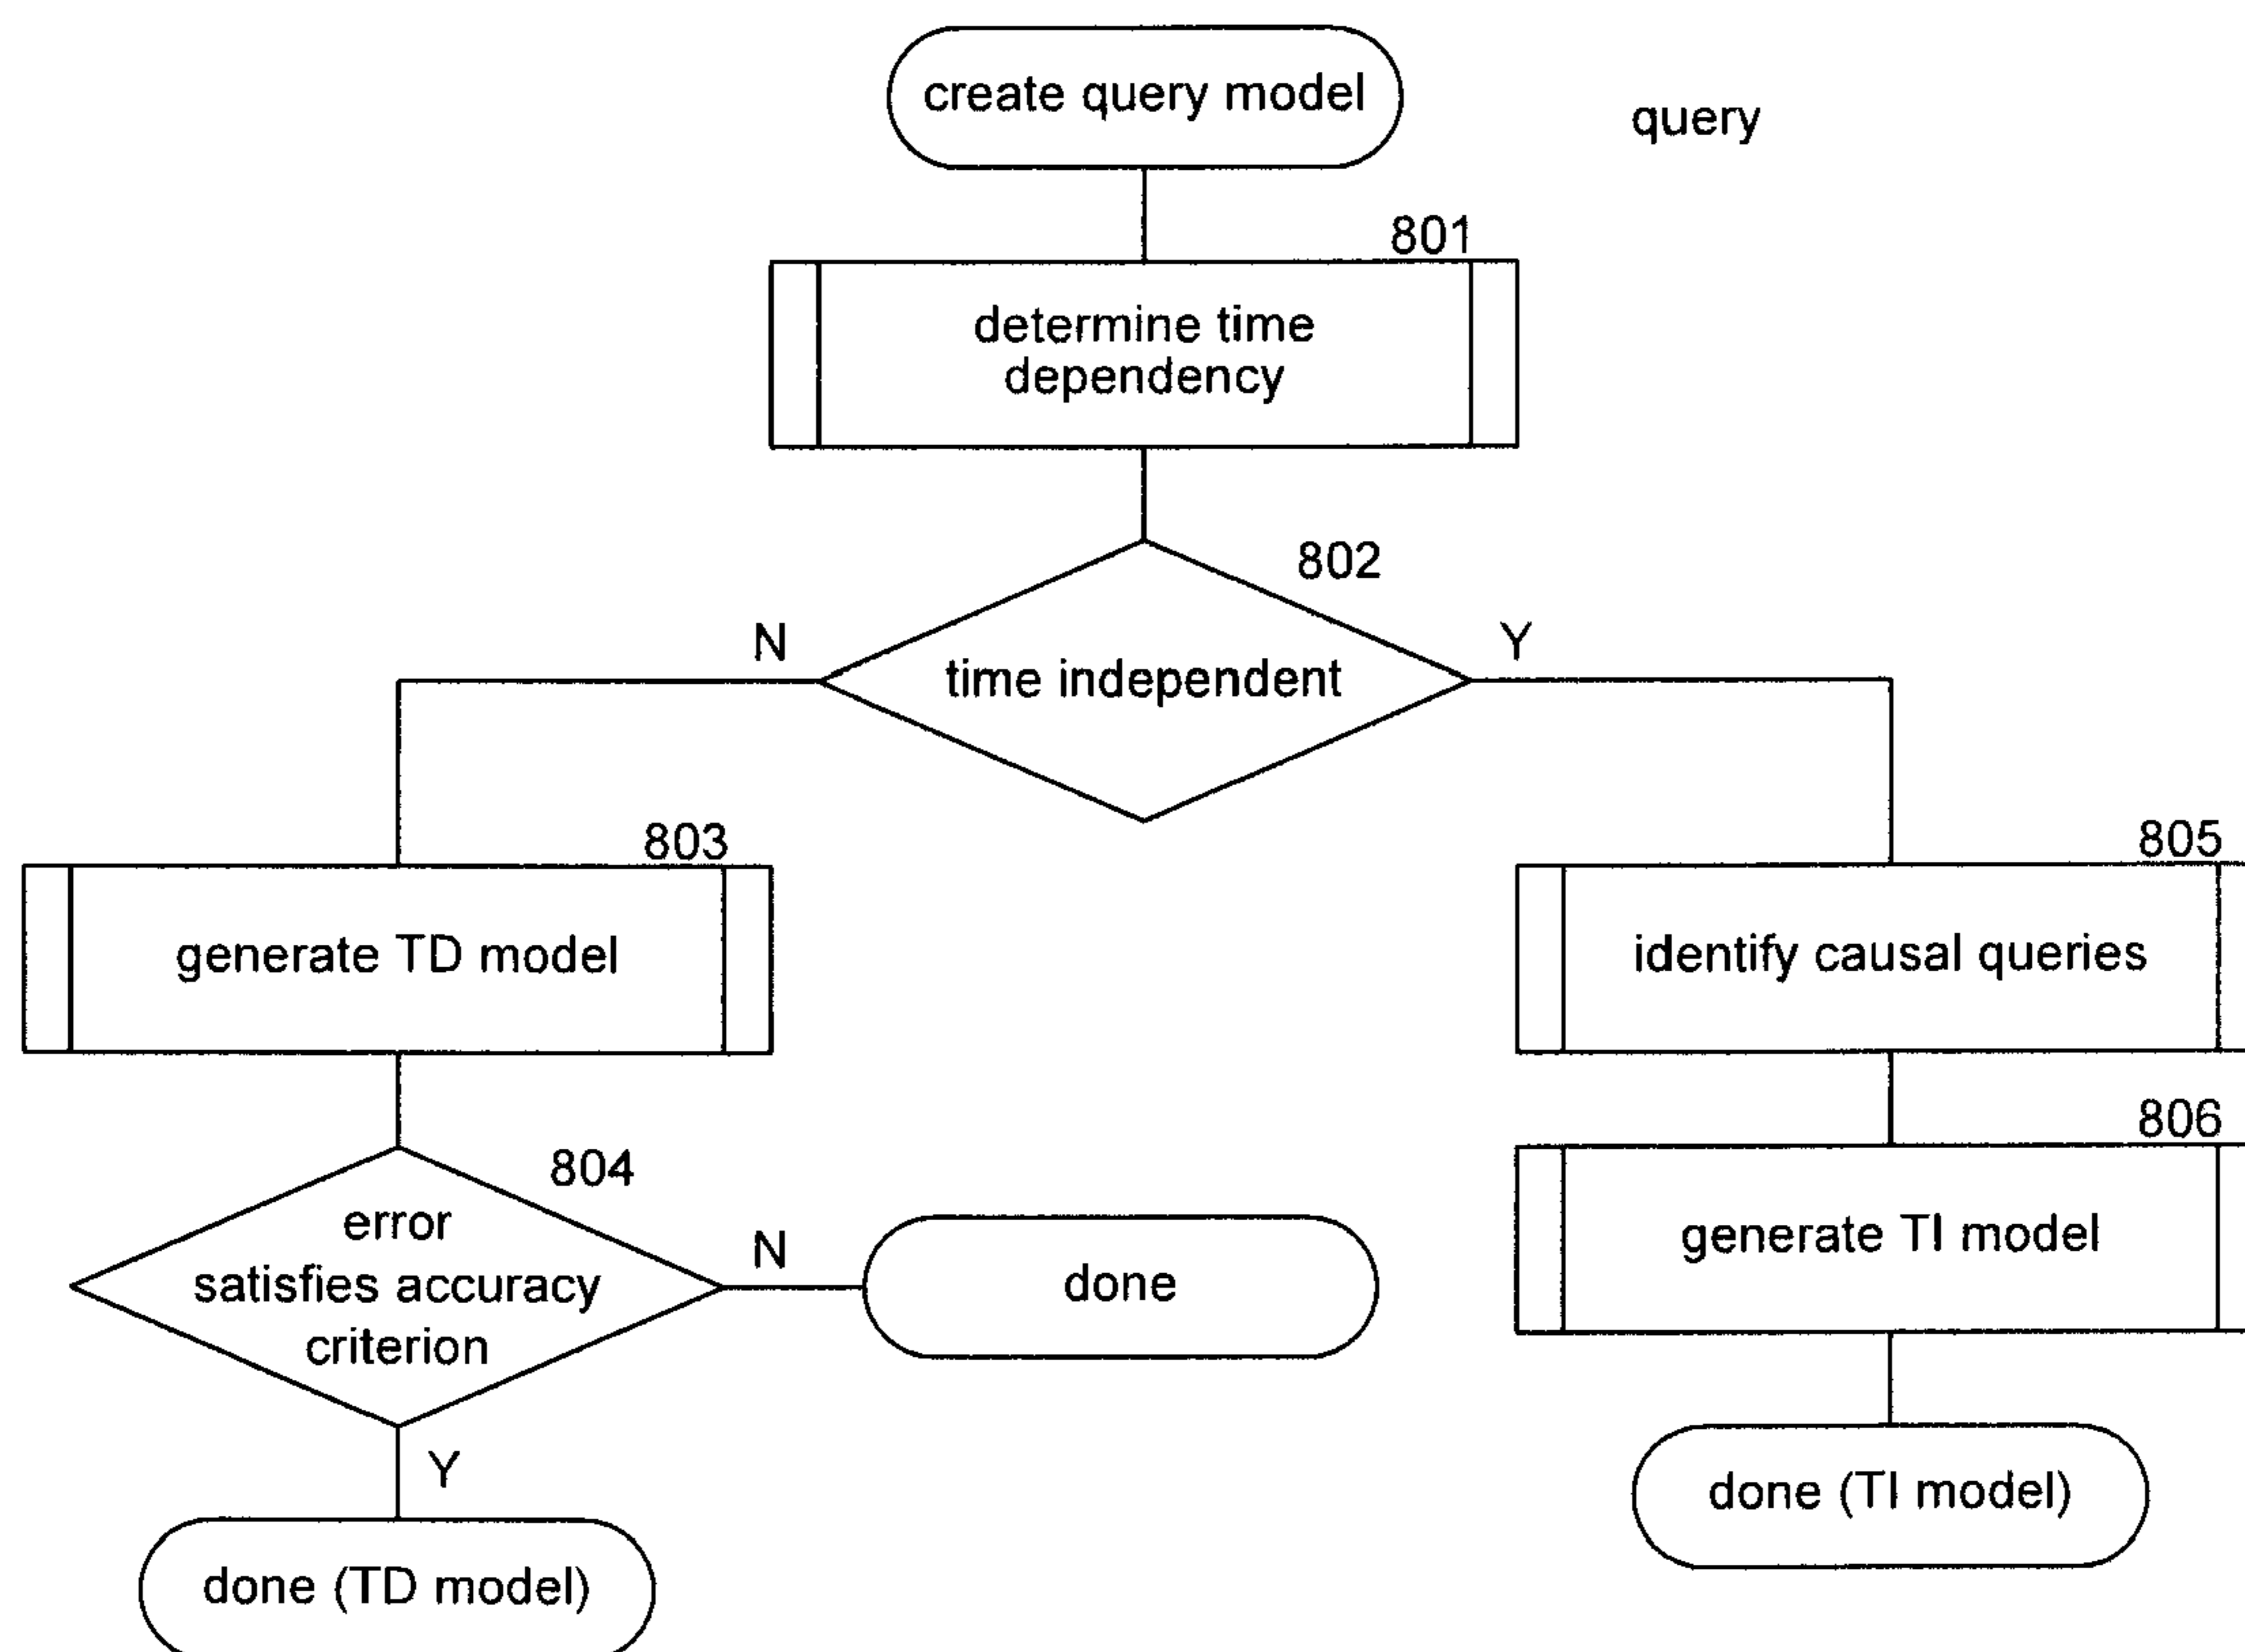 create query model
query
801
determine time
dependency
802
N
Y
time independent
803
805
generate TD model
identify causal queries
804
806
error
satisfies accuracy
criterion
N
done
generate TI model
Y
done (TI model)
done (TD model)